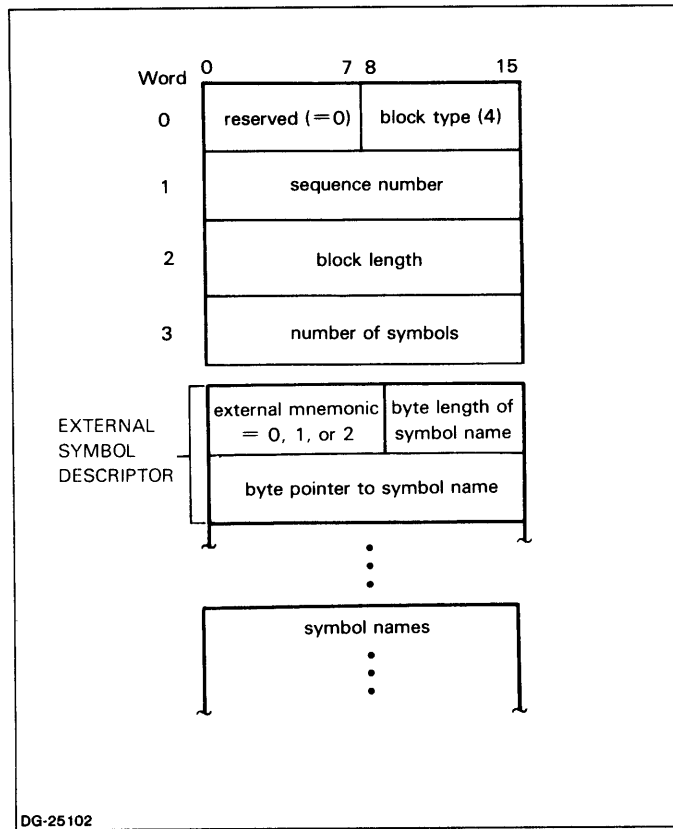 0 7 8 15
Word
0 reserved (=0) block type (4)
1 sequence number
2 block length
3 number of symbols
EXTERNAL
SYMBOL
DESCRIPTOR
external mnemonic
= 0, 1, or 2
byte length of
symbol name
byte pointer to symbol name
symbol names
DG-25102